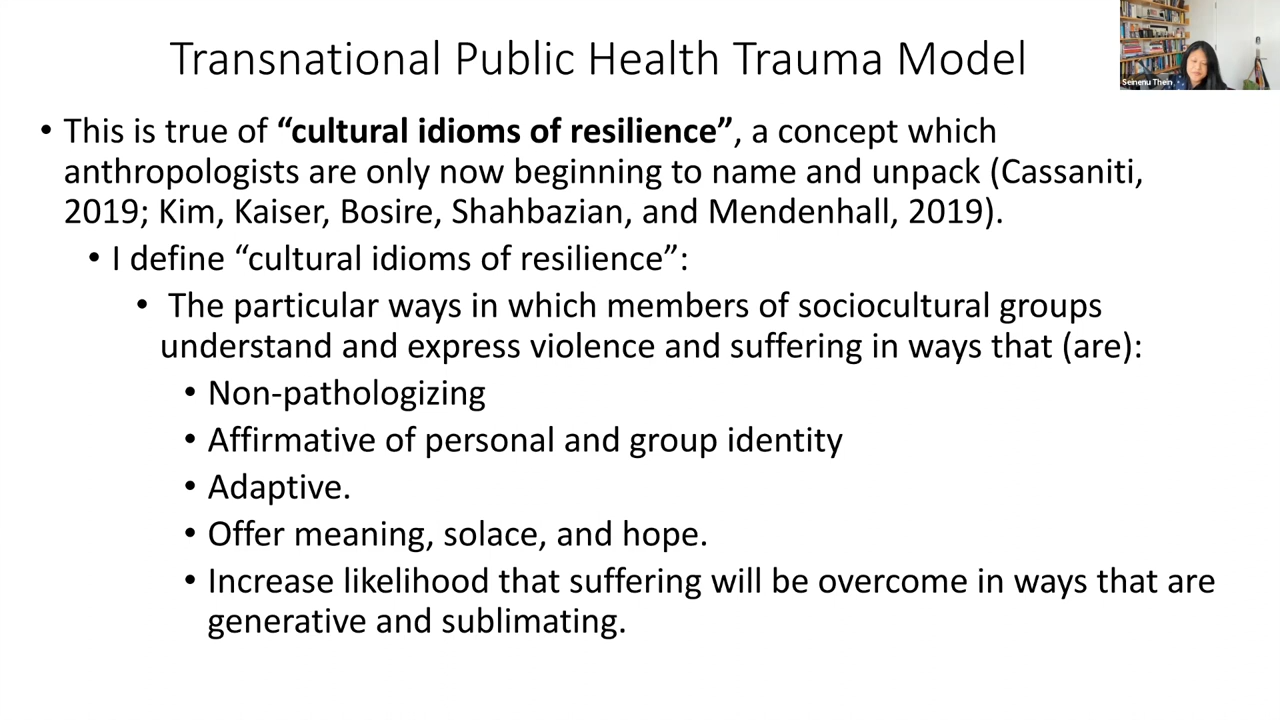 Transnational Public Health Trauma Model
Seinenu Thein
• This is true of “cultural idioms of resilience”, a concept which
anthropologists are only now beginning to name and unpack (Cassaniti,
2019; Kim, Kaiser, Bosire, Shahbazian, and Mendenhall, 2019).
• I define “cultural idioms of resilience”:
• The particular ways in which members of sociocultural groups
understand and express violence and suffering in ways that (are):
• Non-pathologizing
• Affirmative of personal and group identity
• Adaptive.
• Offer meaning, solace, and hope.
• Increase likelihood that suffering will be overcome in ways that are
generative and sublimating.